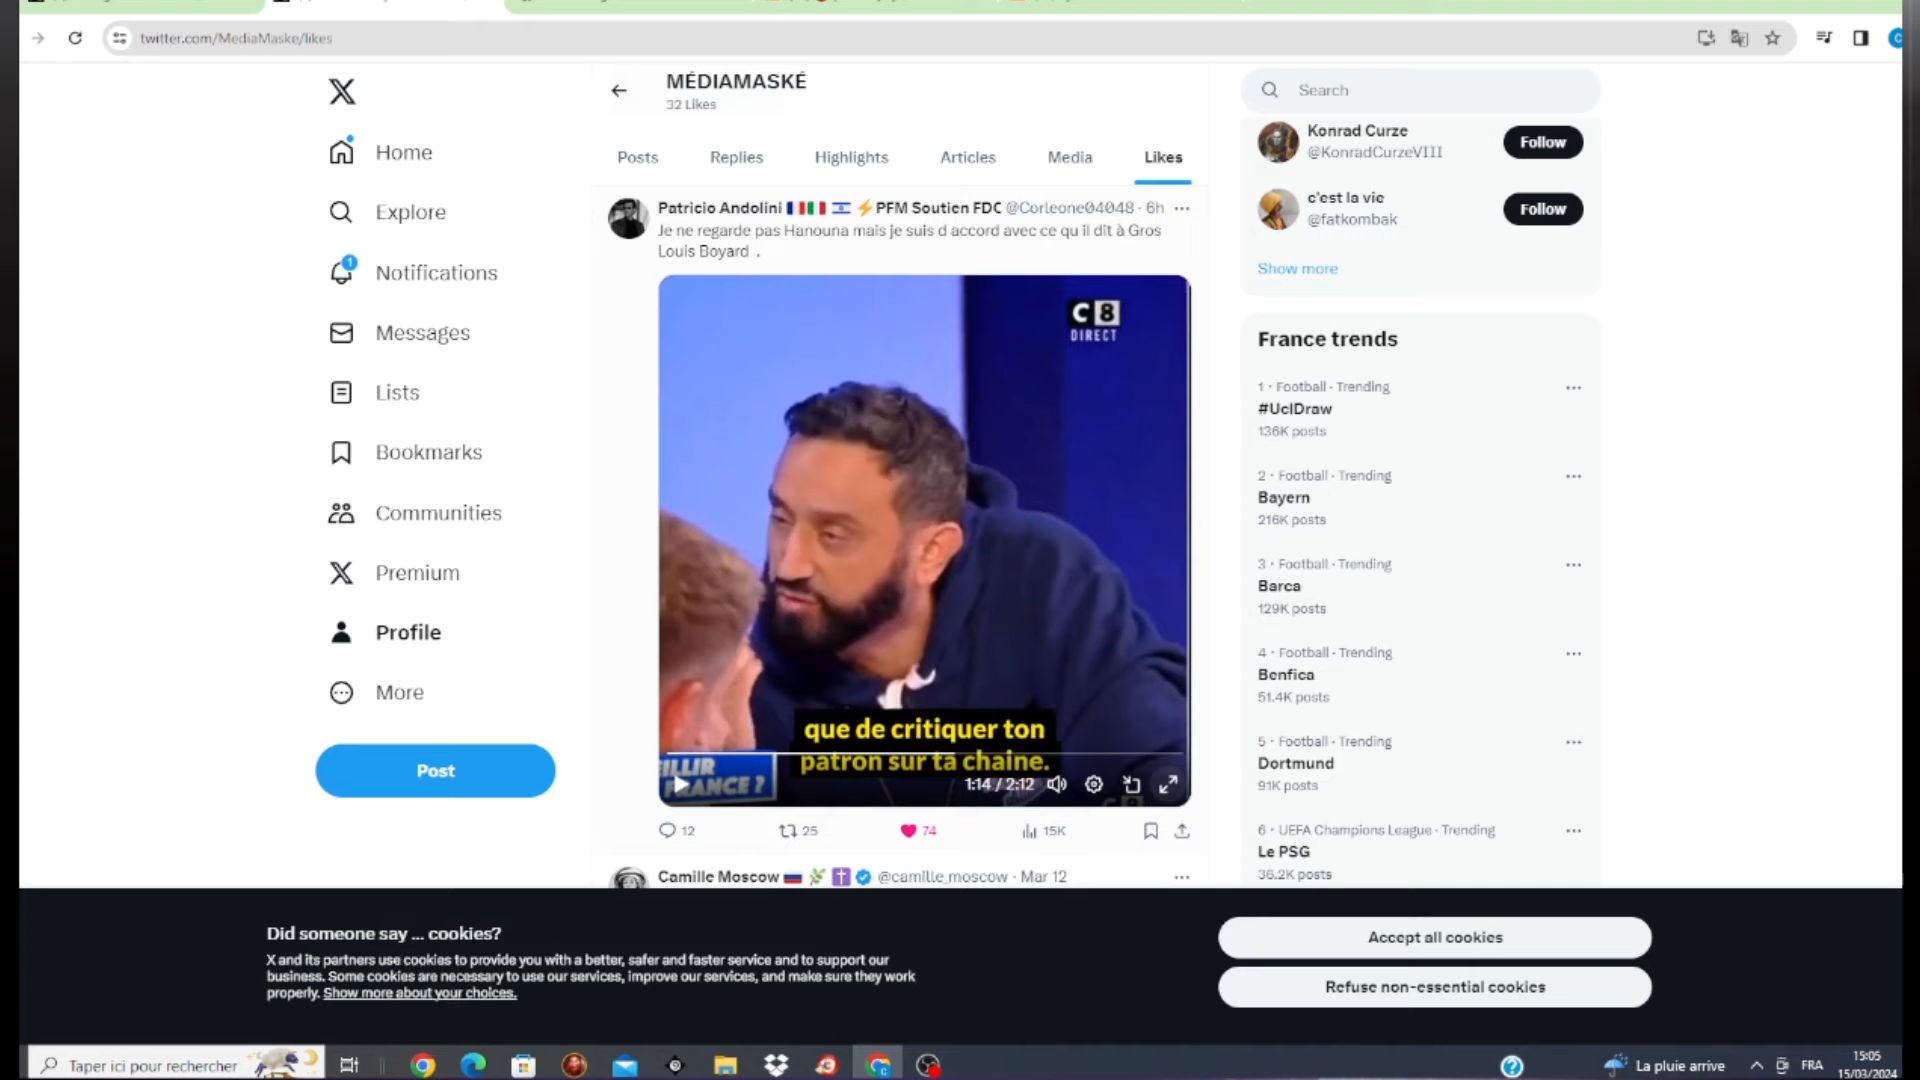 twitter.com/MediaMaske/likes
Home
Explore
1
Notifications
Messages
Lists
Bookmarks
Communities
Premium
Profile
More
Post
MÉDIAMASKÉ
32 Likes
Posts
Replies
Highlights
Articles
Media
Likes
Patricio Andolini PFM Soutien FDC @Corleone04048 · 6h
Je ne regarde pas Hanouna mais je suis d accord avec ce qu il dit à Gros
Louis Boyard .
C8
DIRECT
que de critiquer ton
patron sur ta chaine.
FRANCE ?
1:14 / 2:12
12
25
74
15K
Camille Moscow @camille_moscow · Mar 12
Search
Konrad Curze
@KonradCurzeVIII
Follow
c'est la vie
@fatkombak
Follow
Show more
France trends
1 · Football · Trending
#UclDraw
136K posts
2 · Football · Trending
Bayern
216K posts
3 · Football · Trending
Barca
129K posts
4 · Football · Trending
Benfica
51.4K posts
5 · Football · Trending
Dortmund
91K posts
6 · UEFA Champions League · Trending
Le PSG
36.2K posts
Did someone say … cookies?
X and its partners use cookies to provide you with a better, safer and faster service and to support our
business. Some cookies are necessary to use our services, improve our services, and make sure they work
properly. Show more about your choices.
Accept all cookies
Refuse non-essential cookies
Taper ici pour rechercher
La pluie arrive
FRA
15:05
15/03/2024